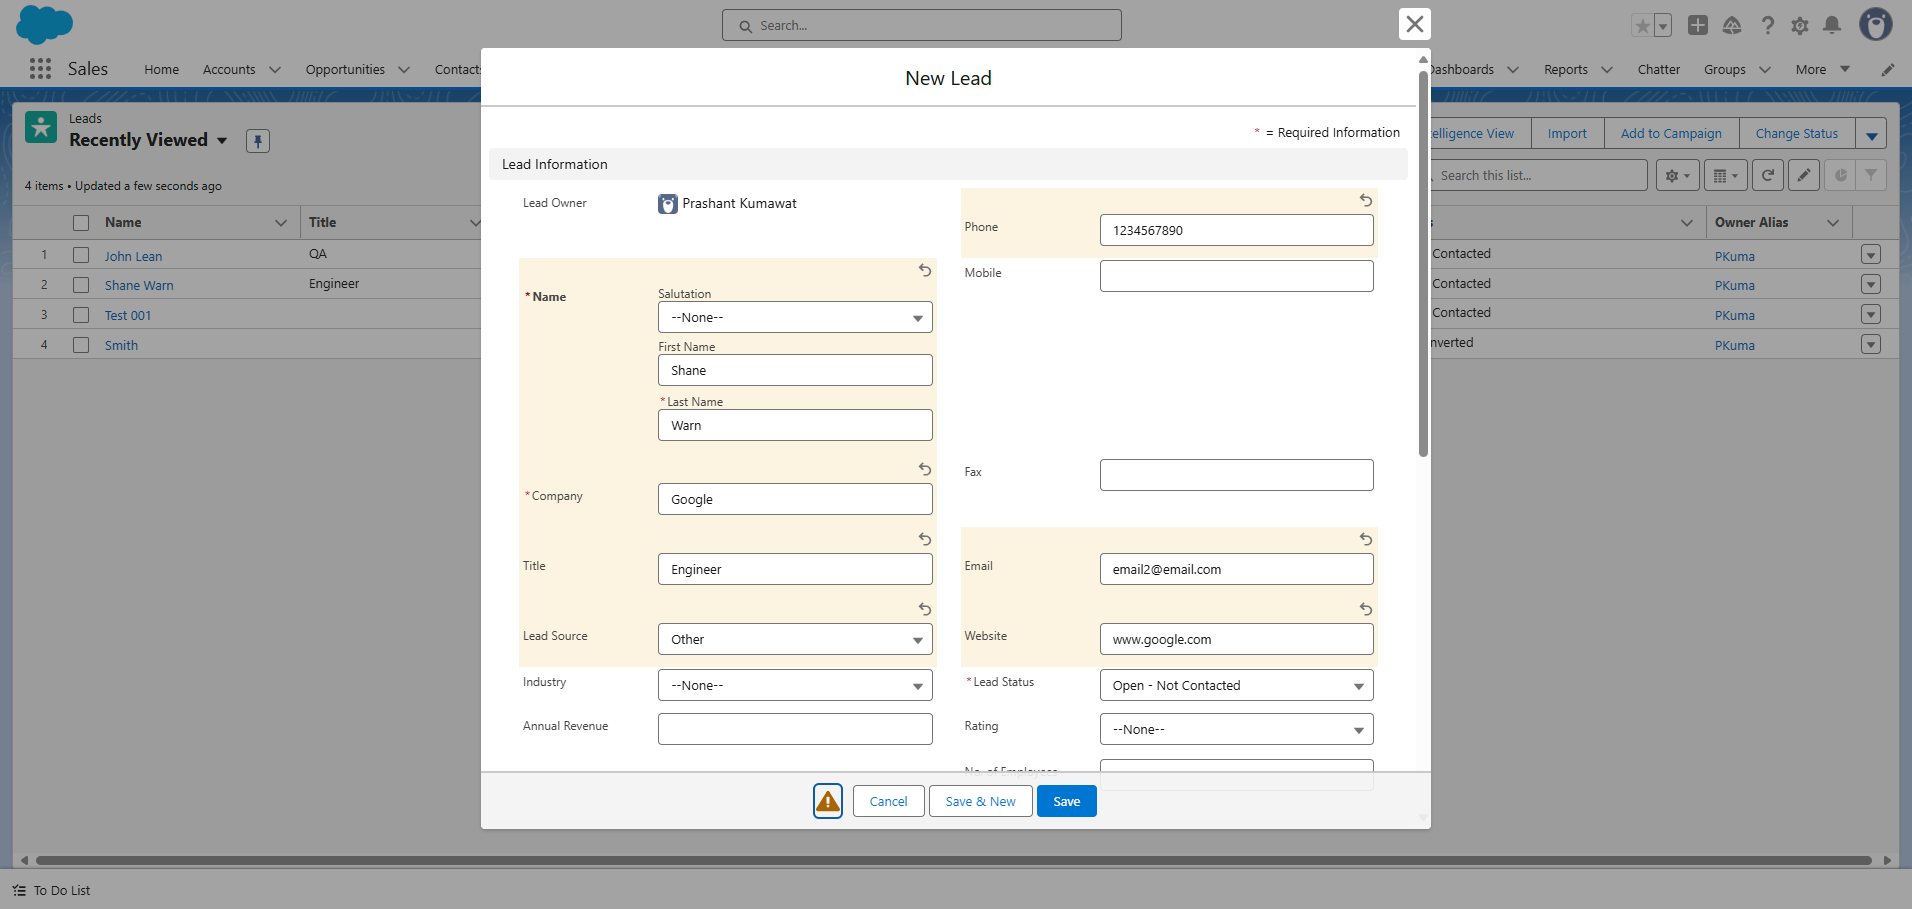 Search...
Sales
Home
Accounts
Opportunities
Contacts
Dashboards
Reports
Chatter
Groups
More
Leads
Recently Viewed
4 items • Updated a few seconds ago
Intelligence View
Import
Add to Campaign
Change Status
Search this list...
Name
Title
Owner Alias
1
John Lean
QA
Contacted
PKuma
2
Shane Warn
Engineer
Contacted
PKuma
3
Test 001
Contacted
PKuma
4
Smith
nverted
PKuma
New Lead
* = Required Information
Lead Information
Lead Owner
Prashant Kumawat
Phone
1234567890
Mobile
* Name
Salutation
--None--
First Name
Shane
* Last Name
Warn
Fax
* Company
Google
Title
Engineer
Email
email2@email.com
Lead Source
Other
Website
www.google.com
Industry
--None--
* Lead Status
Open - Not Contacted
Annual Revenue
Rating
--None--
No. of Employees
Cancel
Save & New
Save
To Do List